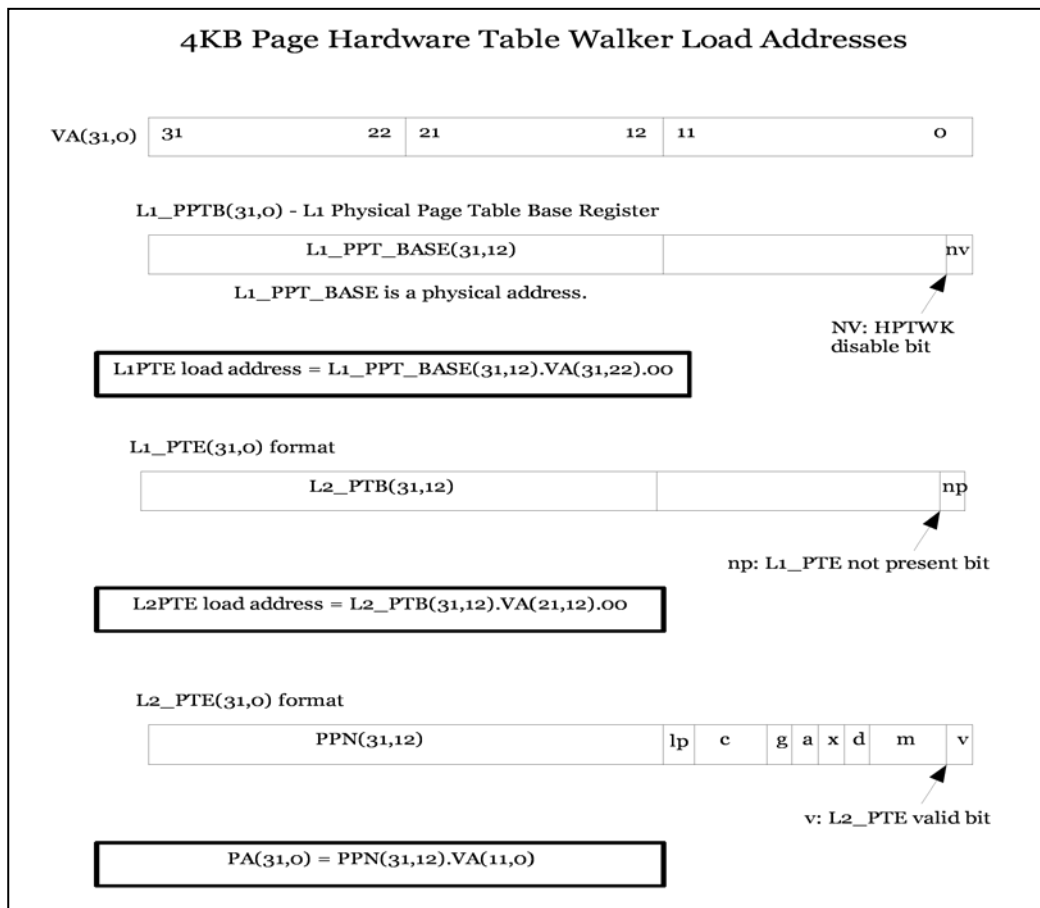 4KB Page Hardware Table Walker Load Addresses
VA(31,0) 31 22 21 12 11 0
L1_PPTB(31,0) - L1 Physical Page Table Base Register
L1_PPT_BASE(31,12) nv
L1_PPT_BASE is a physical address.
NV: HPTWK
disable bit
L1PTE load address = L1_PPT_BASE(31,12).VA(31,22).00
L1_PTE(31,0) format
L2_PTB(31,12) np
np: L1_PTE not present bit
L2PTE load address = L2_PTB(31,12).VA(21,12).00
L2_PTE(31,0) format
PPN(31,12) lp c g a x d m v
v: L2_PTE valid bit
PA(31,0) = PPN(31,12).VA(11,0)